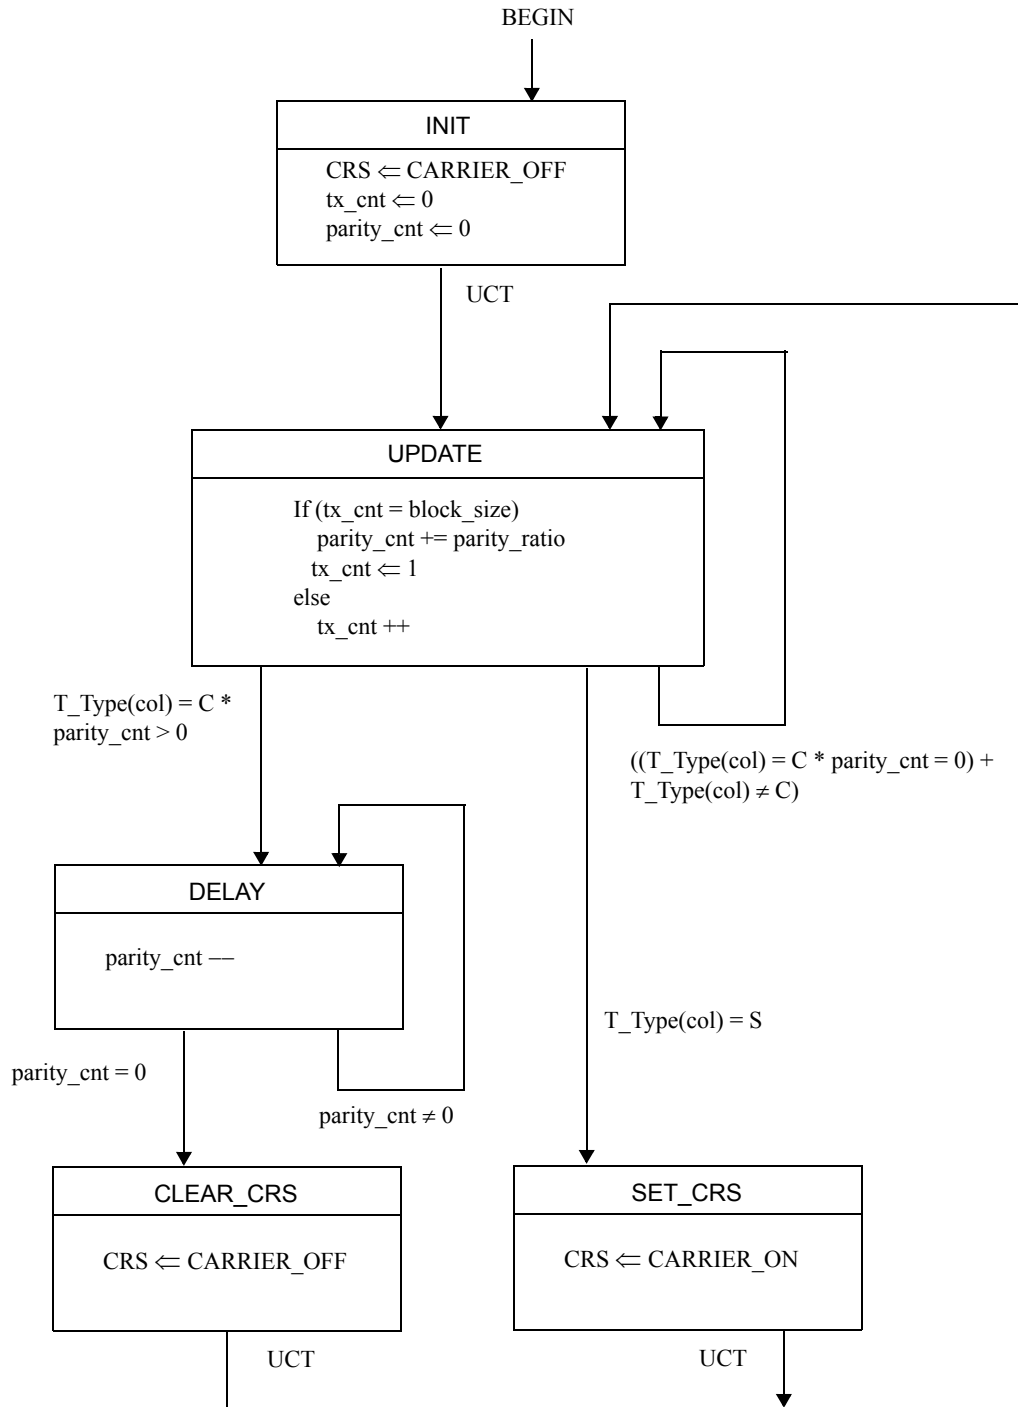 BEGIN
INIT
CRS ⇐ CARRIER_OFF
tx_cnt ⇐ 0
parity_cnt ⇐ 0
UCT
UPDATE
If (tx_cnt = block_size)
parity_cnt += parity_ratio
tx_cnt ⇐ 1
else
tx_cnt ++
T_Type(col) = C *
parity_cnt > 0
((T_Type(col) = C * parity_cnt = 0) +
T_Type(col) ≠ C)
DELAY
parity_cnt −−
T_Type(col) = S
parity_cnt = 0
parity_cnt ≠ 0
CLEAR_CRS
CRS ⇐ CARRIER_OFF
UCT
SET_CRS
CRS ⇐ CARRIER_ON
UCT